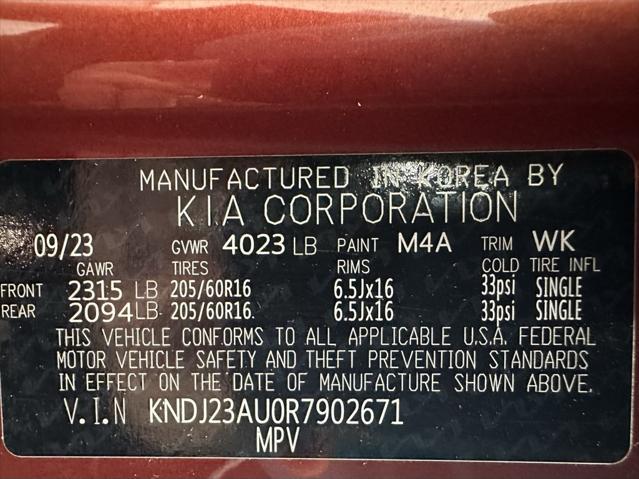 MANUFACTURED IN KOREA BY
KIA CORPORATION
09/23 GVWR 4023 LB PAINT M4A TRIM WK
GAWR TIRES RIMS COLD TIRE INFL
FRONT 2315 LB 205/60R16 6.5Jx16 33psi SINGLE
REAR 2094 LB 205/60R16 6.5Jx16 33psi SINGLE
THIS VEHICLE CONFORMS TO ALL APPLICABLE U.S.A. FEDERAL
MOTOR VEHICLE SAFETY AND THEFT PREVENTION STANDARDS
IN EFFECT ON THE DATE OF MANUFACTURE SHOWN ABOVE.
V.I.N KNDJ23AU0R7902671
MPV